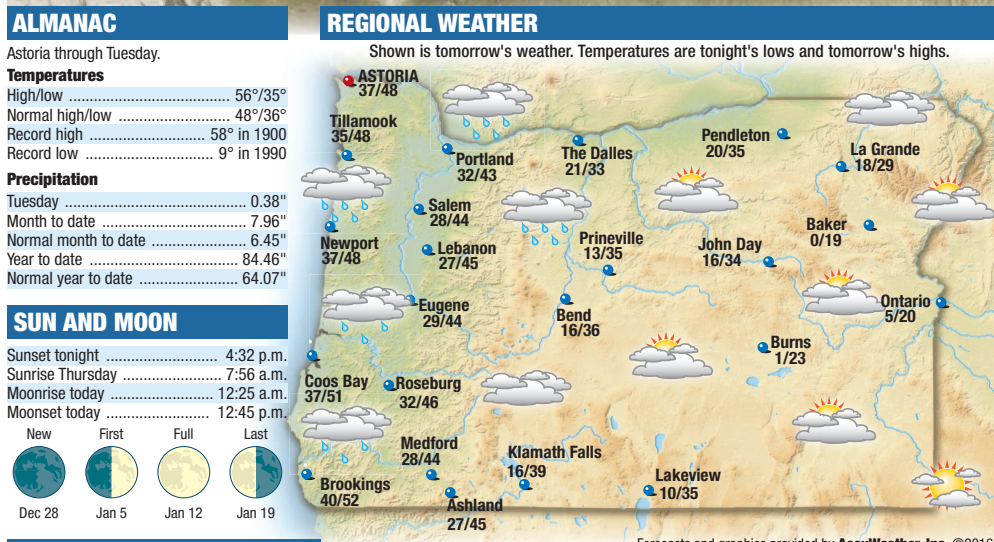 ALMANAC
Astoria through Tuesday.
Temperatures
High/low ..................................... 56°/35°
Normal high/low .......................... 48°/36°
Record high .......................... 58° in 1900
Record low .............................. 9° in 1990
Precipitation
Tuesday ........................................... 0.38"
Month to date ................................... 7.96"
Normal month to date ...................... 6.45"
Year to date .................................... 84.46"
Normal year to date ....................... 64.07"
SUN AND MOON
Sunset tonight .......................... 4:32 p.m.
Sunrise Thursday ....................... 7:56 a.m.
Moonrise today ........................ 12:25 a.m.
Moonset today ........................ 12:45 p.m.
New First Full Last
Dec 28 Jan 5 Jan 12 Jan 19
REGIONAL WEATHER
Shown is tomorrow's weather. Temperatures are tonight's lows and tomorrow's highs.
ASTORIA
37/48
Tillamook
35/48
Portland
32/43
The Dalles
21/33
Pendleton
20/35
La Grande
18/29
Salem
28/44
Newport
37/48
Lebanon
27/45
Prineville
13/35
John Day
16/34
Baker
0/19
Eugene
29/44
Bend
16/36
Ontario
5/20
Burns
1/23
Coos Bay
37/51
Roseburg
32/46
Medford
28/44
Klamath Falls
16/39
Lakeview
10/35
Brookings
40/52
Ashland
27/45
Forecasts and graphics provided by AccuWeather, Inc. ©2016